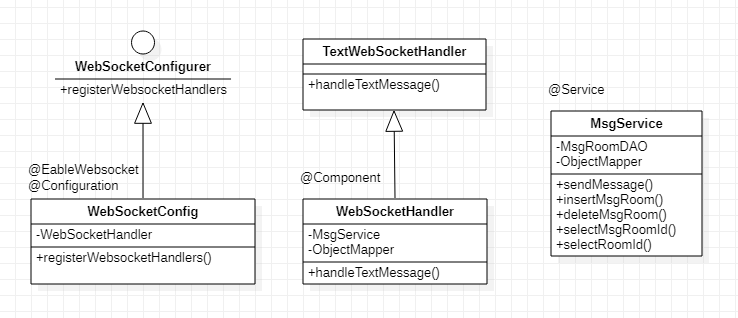 WebSocketConfigurer
+registerWebsocketHandlers
@EableWebsocket
@Configuration
WebSocketConfig
-WebSocketHandler
+registerWebsocketHandlers()
TextWebSocketHandler
+handleTextMessage()
@Component
WebSocketHandler
-MsgService
-ObjectMapper
+handleTextMessage()
@Service
MsgService
-MsgRoomDAO
-ObjectMapper
+sendMessage()
+insertMsgRoom()
+deleteMsgRoom()
+selectMsgRoomId()
+selectRoomId()